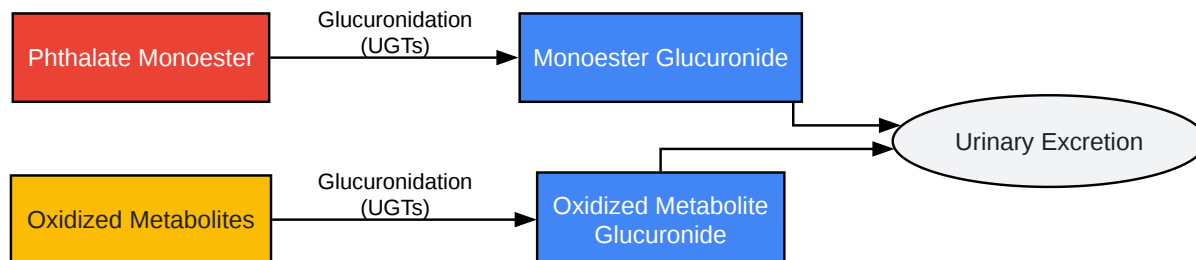 Phthalate Monoester
Glucuronidation
(UGTs)
Monoester Glucuronide
Urinary Excretion
Oxidized Metabolites
Glucuronidation
(UGTs)
Oxidized Metabolite
Glucuronide